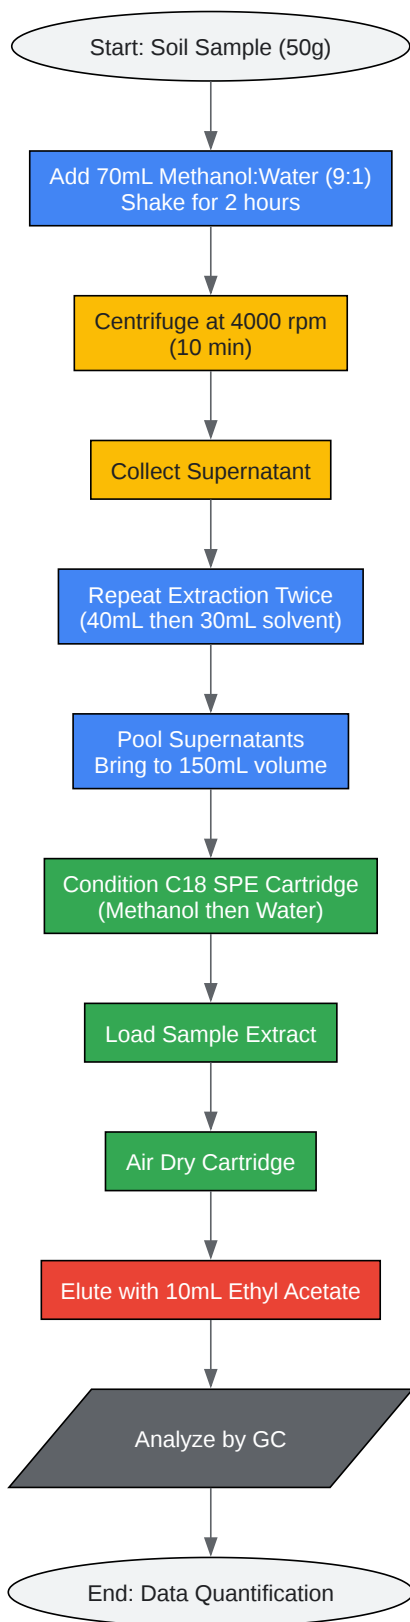 Start: Soil Sample (50g)
Add 70mL Methanol:Water (9:1)
Shake for 2 hours
Centrifuge at 4000 rpm
(10 min)
Collect Supernatant
Repeat Extraction Twice
(40mL then 30mL solvent)
Pool Supernatants
Bring to 150mL volume
Condition C18 SPE Cartridge
(Methanol then Water)
Load Sample Extract
Air Dry Cartridge
Elute with 10mL Ethyl Acetate
Analyze by GC
End: Data Quantification